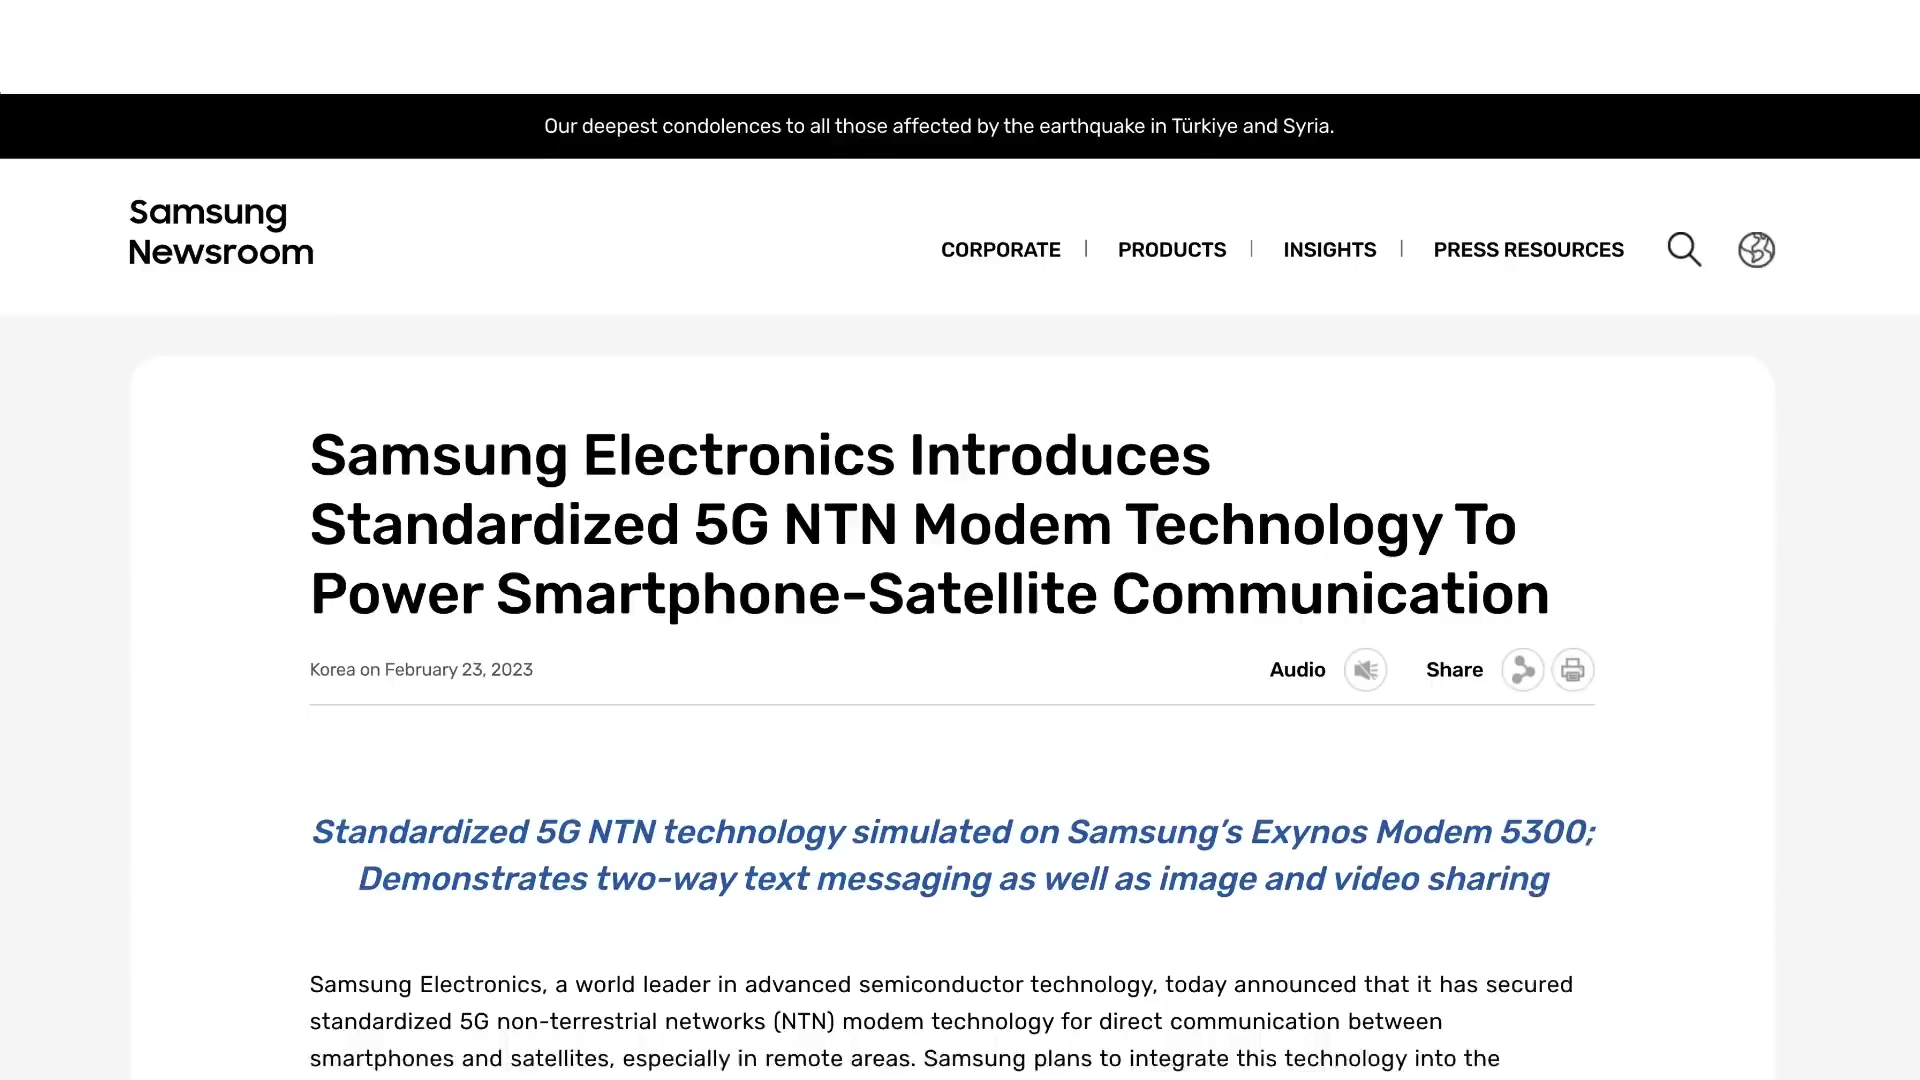 Our deepest condolences to all those affected by the earthquake in Türkiye and Syria.
Samsung
Newsroom
CORPORATE | PRODUCTS | INSIGHTS | PRESS RESOURCES
Samsung Electronics Introduces
Standardized 5G NTN Modem Technology To
Power Smartphone-Satellite Communication
Korea on February 23, 2023
Audio Share
Standardized 5G NTN technology simulated on Samsung’s Exynos Modem 5300;
Demonstrates two-way text messaging as well as image and video sharing
Samsung Electronics, a world leader in advanced semiconductor technology, today announced that it has secured
standardized 5G non-terrestrial networks (NTN) modem technology for direct communication between
smartphones and satellites, especially in remote areas. Samsung plans to integrate this technology into the